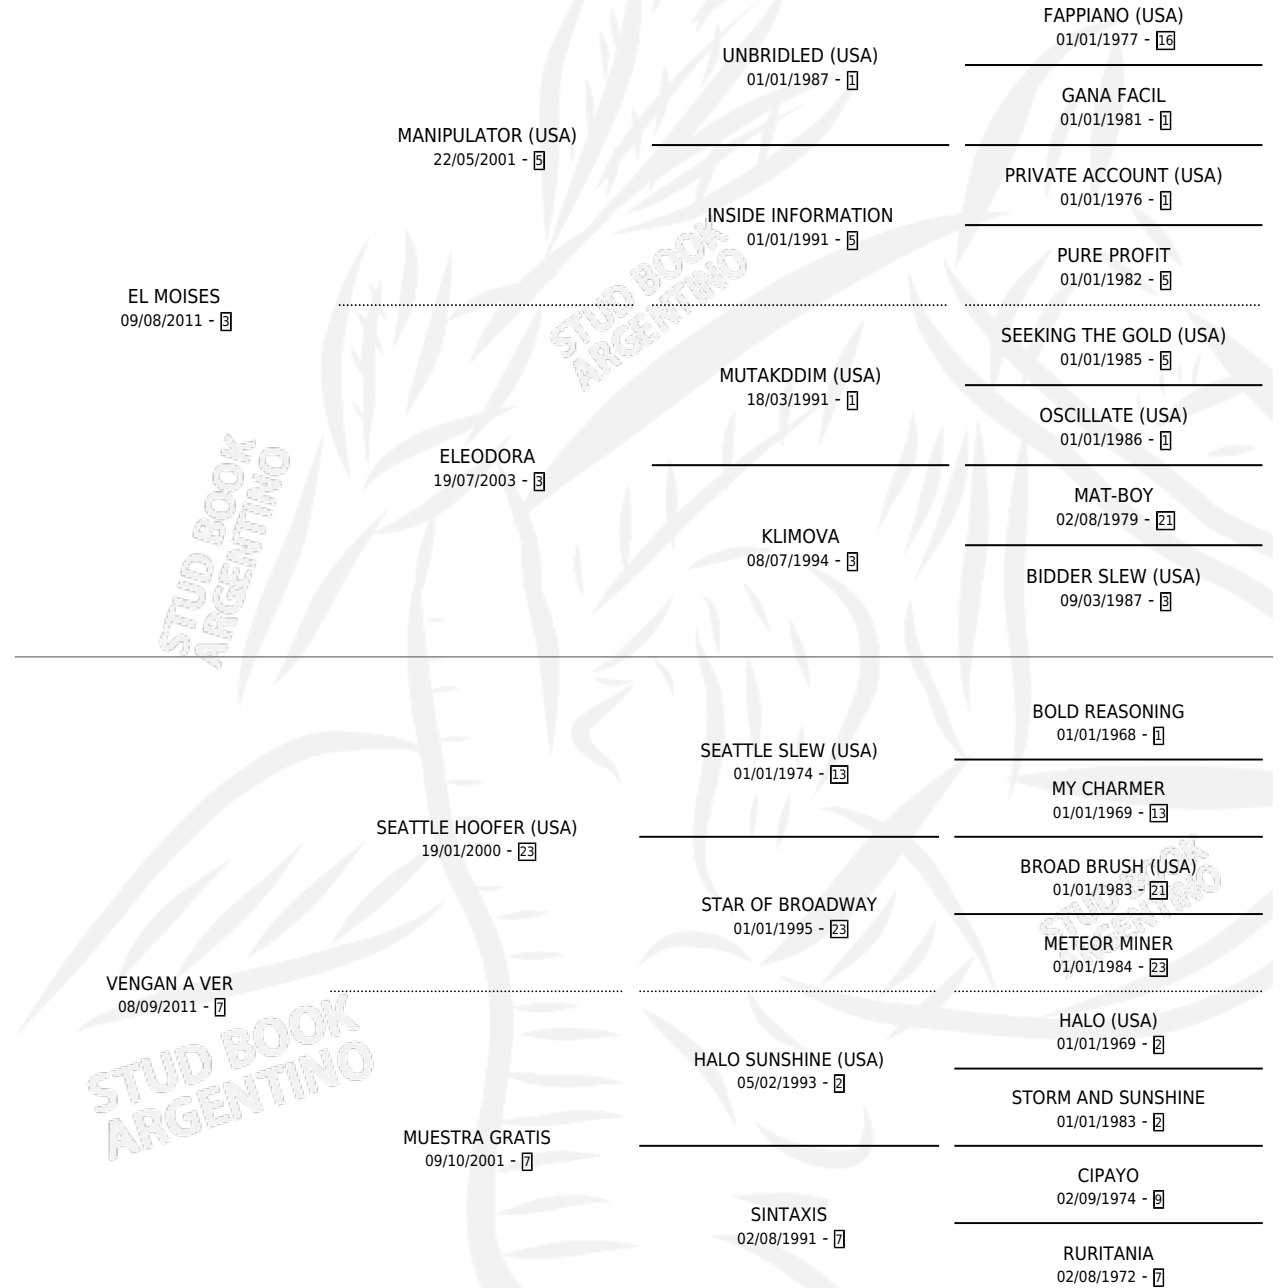 FAPPIANO (USA)
01/01/1977 - 16
UNBRIDLED (USA)
01/01/1987 - 1
GANA FACIL
01/01/1981 - 1
MANIPULATOR (USA)
22/05/2001 - 5
PRIVATE ACCOUNT (USA)
01/01/1976 - 1
INSIDE INFORMATION
01/01/1991 - 5
PURE PROFIT
01/01/1982 - 5
EL MOISES
09/08/2011 - 3
SEEKING THE GOLD (USA)
01/01/1985 - 5
MUTAKDDIM (USA)
18/03/1991 - 1
OSCILLATE (USA)
01/01/1986 - 1
ELEODORA
19/07/2003 - 3
MAT-BOY
02/08/1979 - 21
KLIMOVA
08/07/1994 - 3
BIDDER SLEW (USA)
09/03/1987 - 3
BOLD REASONING
01/01/1968 - 1
SEATTLE SLEW (USA)
01/01/1974 - 13
MY CHARMER
01/01/1969 - 13
SEATTLE HOOFER (USA)
19/01/2000 - 23
BROAD BRUSH (USA)
01/01/1983 - 21
STAR OF BROADWAY
01/01/1995 - 23
METEOR MINER
01/01/1984 - 23
VENGAN A VER
08/09/2011 - 7
HALO (USA)
01/01/1969 - 2
HALO SUNSHINE (USA)
05/02/1993 - 2
STORM AND SUNSHINE
01/01/1983 - 2
MUESTRA GRATIS
09/10/2001 - 7
CIPAYO
02/09/1974 - 9
SINTAXIS
02/08/1991 - 7
RURITANIA
02/08/1972 - 7
STUD BOOK
ARGENTINO
STUD BOOK
ARGENTINO
STUD BOOK
ARGENTINO
STUD BOOK
ARGENTINO